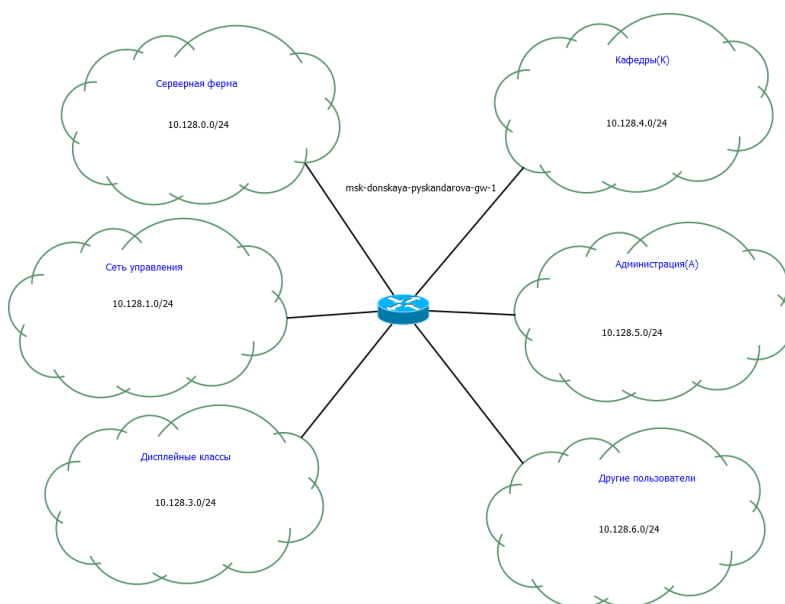 Серверная ферма
10.128.0.0/24
Кафедры(К)
10.128.4.0/24
msk-donskaya-pyskandarova-gw-1
Сеть управления
10.128.1.0/24
Администрация(А)
10.128.5.0/24
Дисплейные классы
10.128.3.0/24
Другие пользователи
10.128.6.0/24